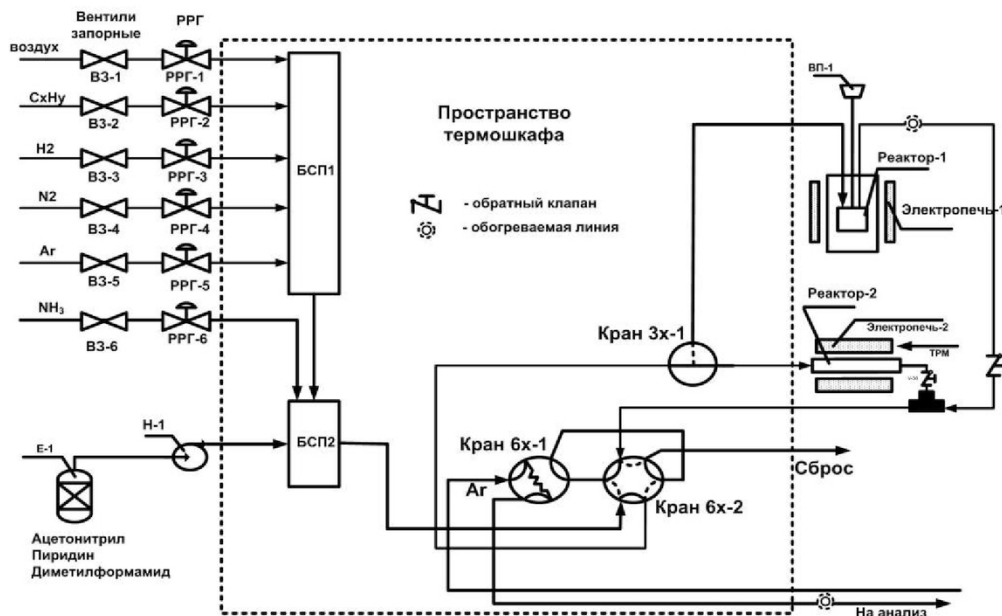 Вентили
запорные
РРГ
воздух
ВЗ-1
РРГ-1
CxHy
ВЗ-2
РРГ-2
H2
ВЗ-3
РРГ-3
N2
ВЗ-4
РРГ-4
Ar
ВЗ-5
РРГ-5
NH₃
ВЗ-6
РРГ-6
БСП1
БСП2
Пространство
термошкафа
- обратный клапан
- обогреваемая линия
ВП-1
Реактор-1
Электропечь-1
Реактор-2
Электропечь-2
ТРМ
Кран 3х-1
Н-1
Е-1
Ацетонитрил
Пиридин
Диметилформамид
Кран 6х-1
Ar
Кран 6х-2
Сброс
На анализ